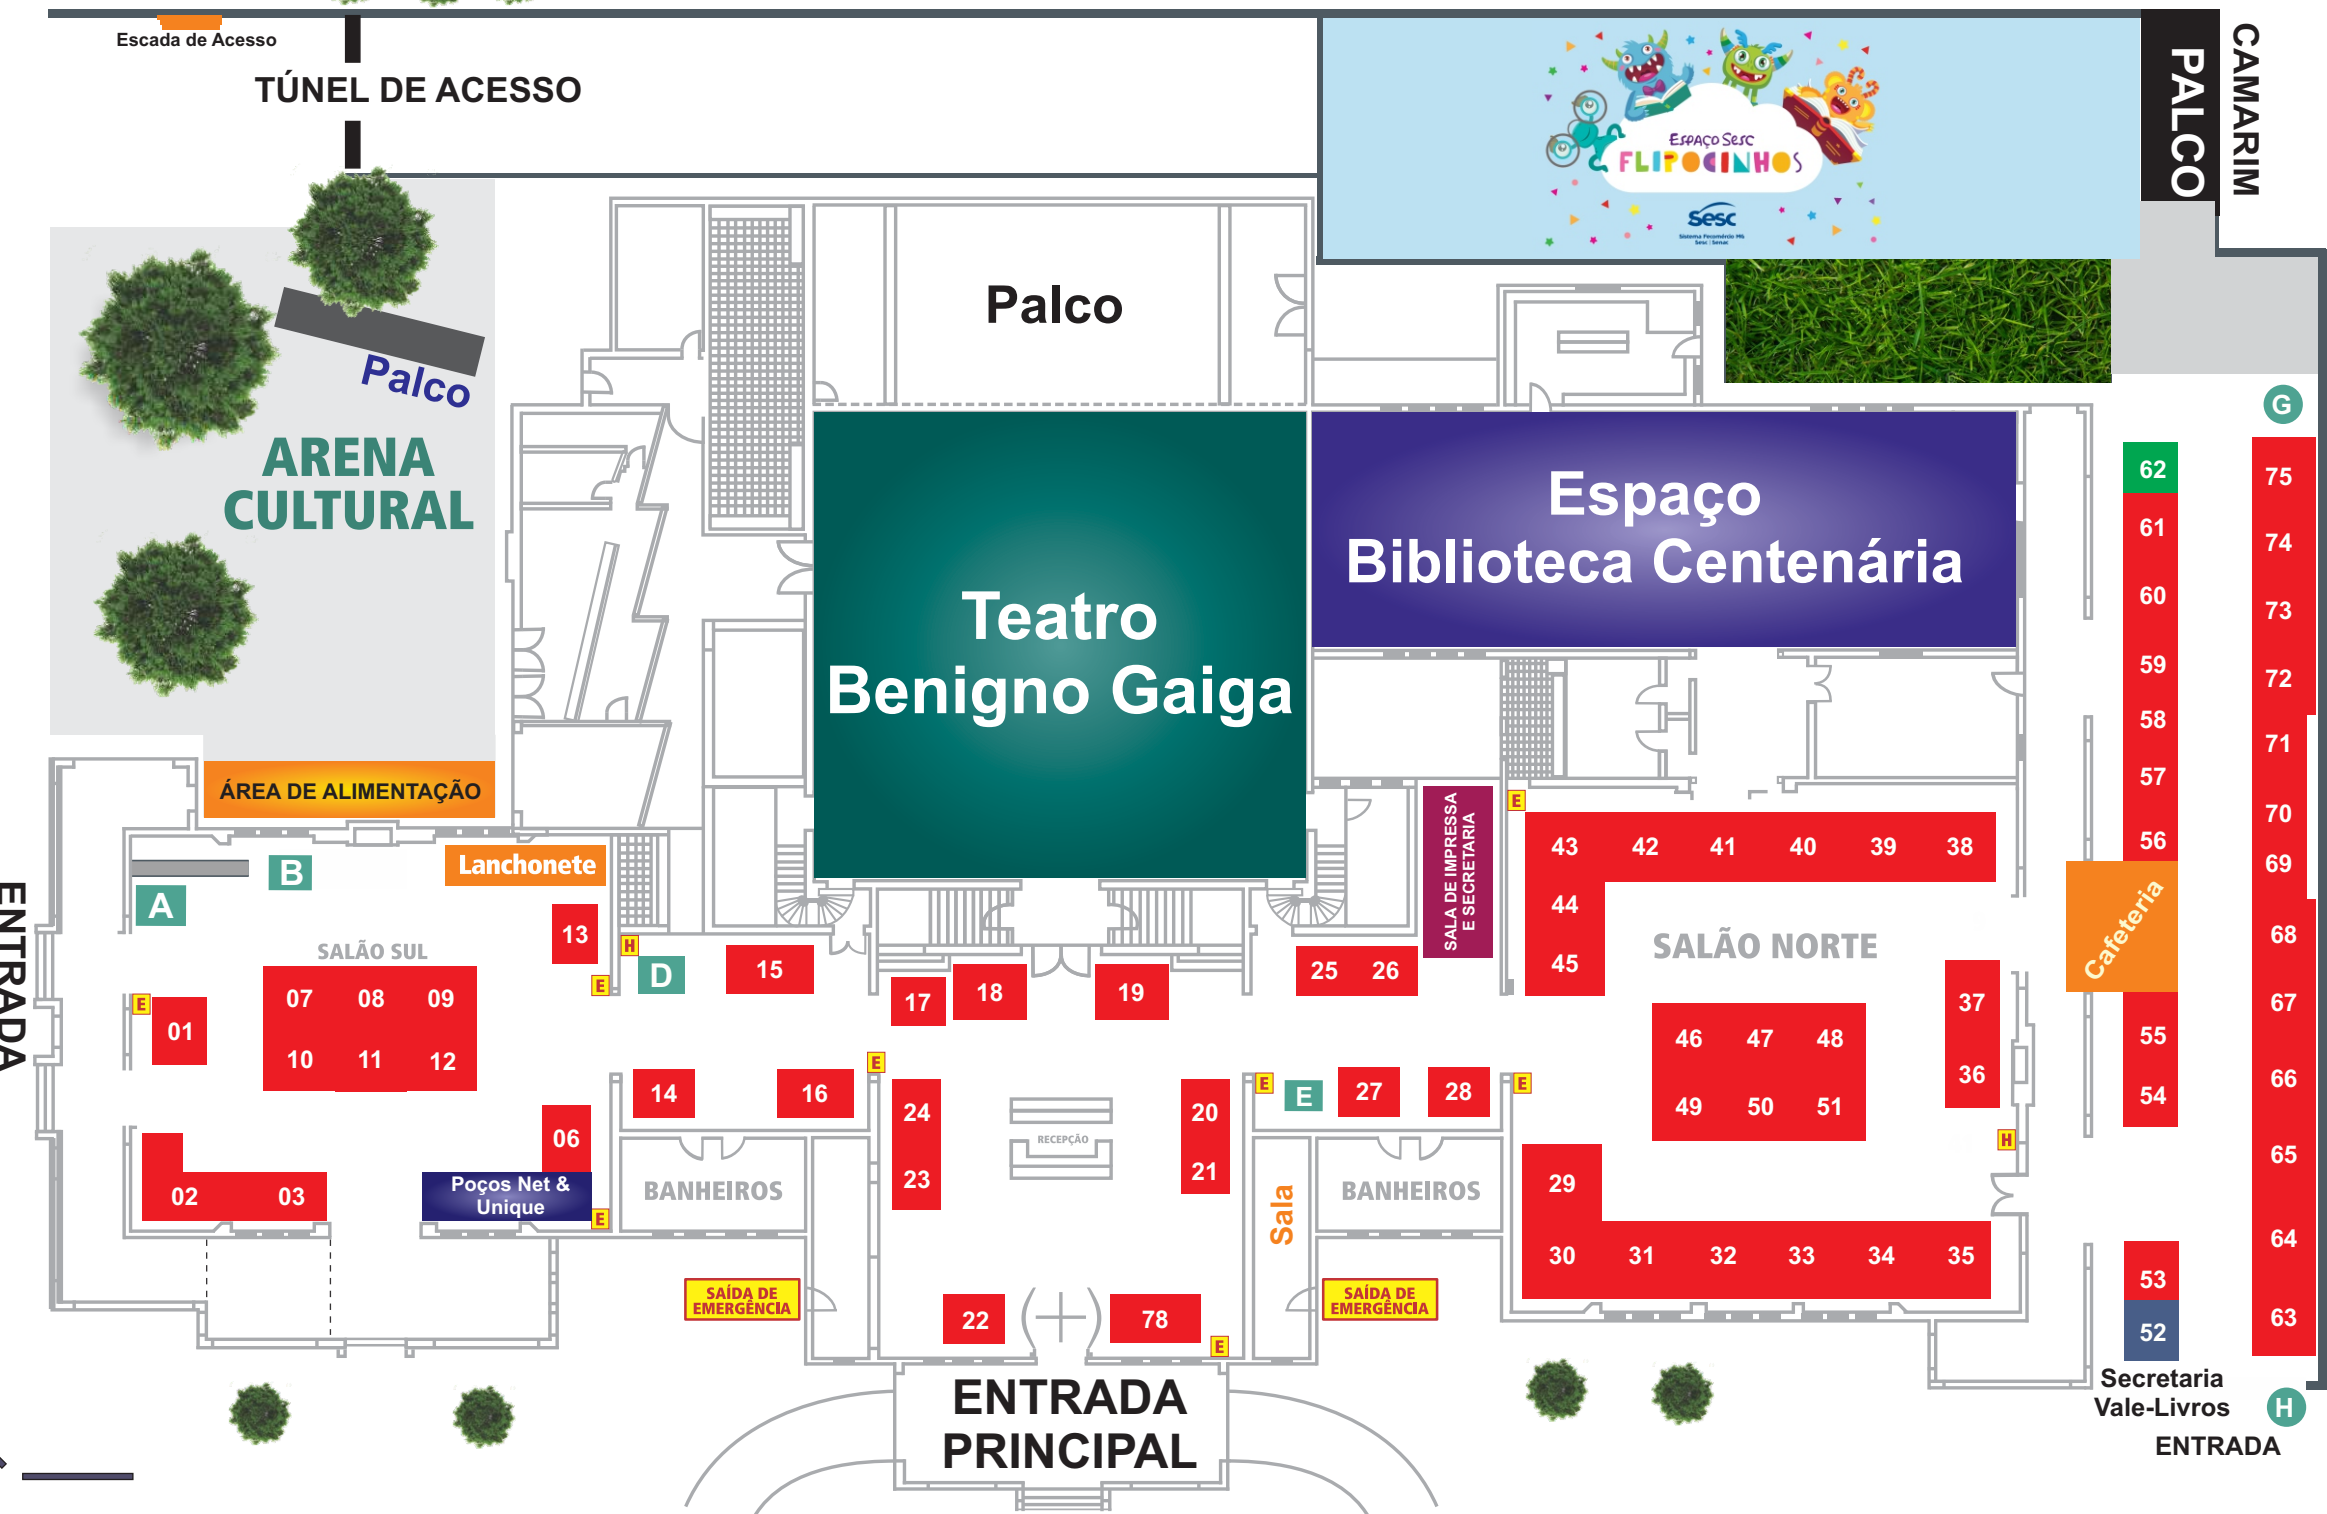 Escada de Acesso
TÚNEL DE ACESSO
ESPAÇO SESC
FLIPOCINHOS
Sesc
Sistema Fecomércio MG
Sesc | Senac
PALCO
CAMARIM
Palco
Palco
ARENA
CULTURAL
Teatro
Benigno Gaiga
Espaço
Biblioteca Centenária
G
62
61
60
59
58
57
56
Cafeteria
55
54
53
52
75
74
73
72
71
70
69
68
67
66
65
64
63
Secretaria
Vale-Livros
H
ENTRADA
ÁREA DE ALIMENTAÇÃO
Lanchonete
B
A
ENTRADA
SALÃO SUL
13
E
H
D
E
01
07 08 09
10 11 12
06
02 03
Poços Net &
Unique
E
15
14 16
E
BANHEIROS
SAÍDA DE
EMERGÊNCIA
17 18 19
24
23
RECEPÇÃO
20
21
22 78
E
ENTRADA
PRINCIPAL
25 26
SALA DE IMPRESSA
E SECRETARIA
E
E
27 28
E
Sala
BANHEIROS
SAÍDA DE
EMERGÊNCIA
E
43 42 41 40 39 38
44
45
SALÃO NORTE
37
36
46 47 48
49 50 51
H
29
30 31 32 33 34 35